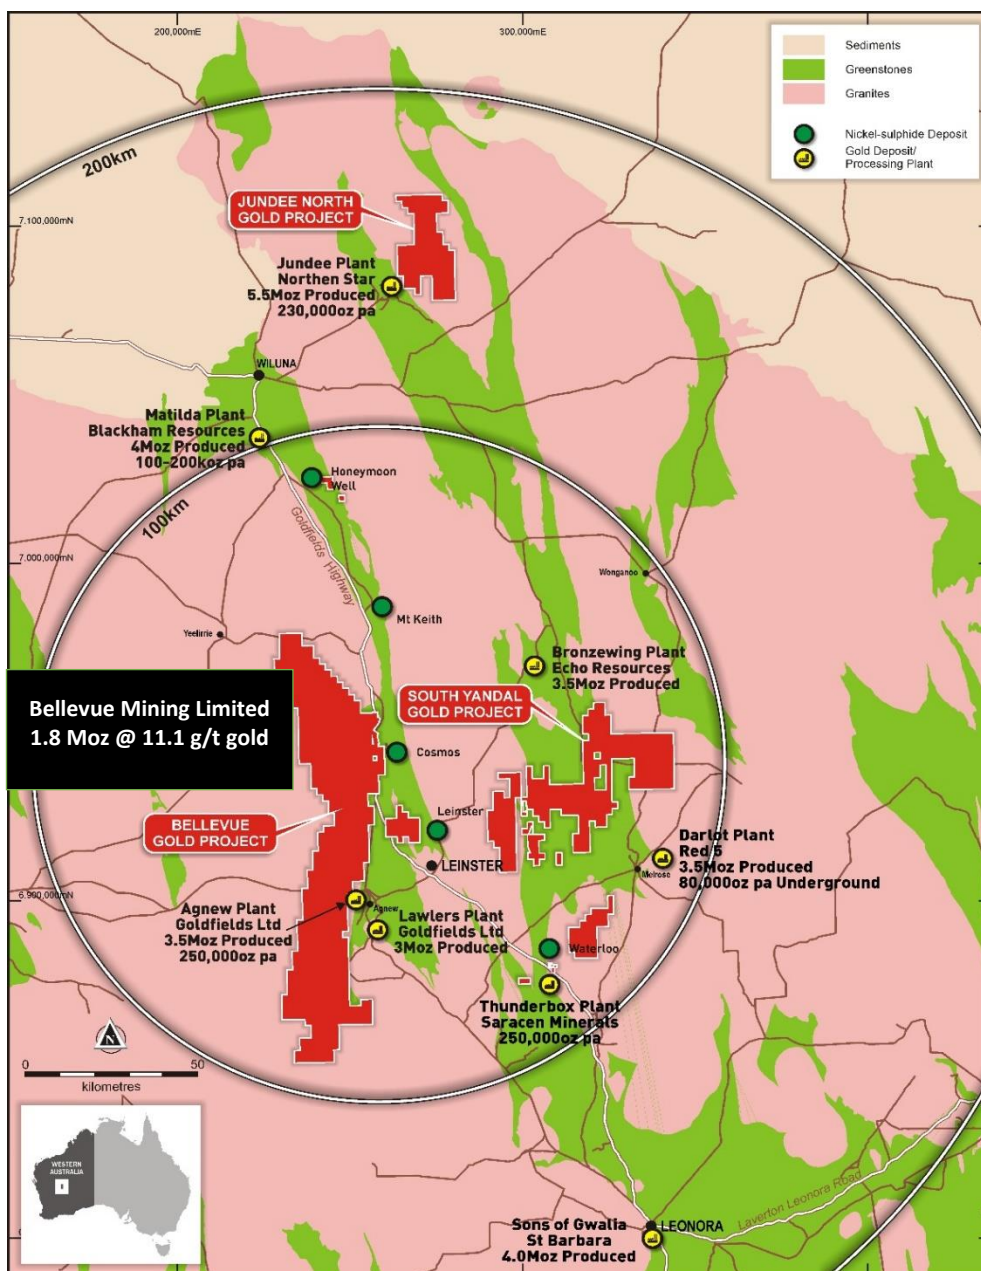 200,000mE
300,000mE
Sediments
Greenstones
Granites
Nickel-sulphide Deposit
Gold Deposit/
Processing Plant
200km
7,100,000mN
JUNDEE NORTH
GOLD PROJECT
Jundee Plant
Northen Star
5.5Moz Produced
230,000oz pa
WILUNA
Matilda Plant
Blackham Resources
4Moz Produced
100-200koz pa
Honeymoon
Well
100km
Goldfields Highway
7,000,000mN
Wonganoo
Mt Keith
Yeelirrie
Bronzewing Plant
Echo Resources
3.5Moz Produced
Bellevue Mining Limited
1.8 Moz @ 11.1 g/t gold
SOUTH YANDAL
GOLD PROJECT
Cosmos
BELLEVUE
GOLD PROJECT
Leinster
LEINSTER
Darlot Plant
Red 5
3.5Moz Produced
80,000oz pa Underground
Melrose
6,900,000mN
Agnew Plant
Goldfields Ltd
3.5Moz Produced
250,000oz pa
Agnew
Lawlers Plant
Goldfields Ltd
3Moz Produced
Waterloo
Thunderbox Plant
Saracen Minerals
250,000oz pa
N
0
50
kilometres
WESTERN
AUSTRALIA
Laverton Leonora Road
Sons of Gwalia
St Barbara
4.0Moz Produced
LEONORA